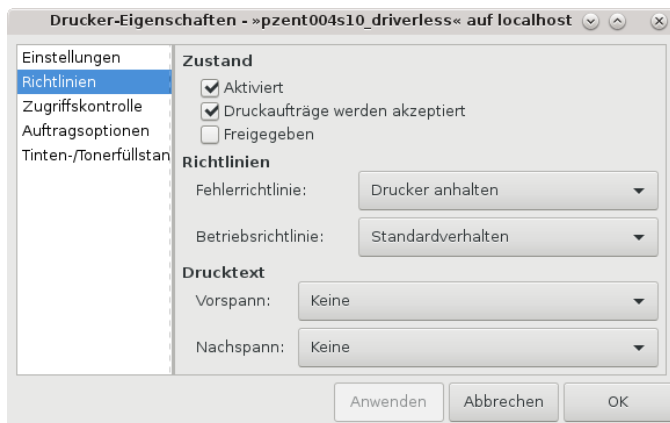 Drucker-Eigenschaften - »pzent004s10_driverless« auf localhost
Einstellungen
Richtlinien
Zugriffskontrolle
Auftragsoptionen
Tinten-/Tonerfüllstan
Zustand
Aktiviert
Druckaufträge werden akzeptiert
Freigegeben
Richtlinien
Fehlerrichtlinie: Drucker anhalten
Betriebsrichtlinie: Standardverhalten
Drucktext
Vorspann: Keine
Nachspann: Keine
Anwenden Abbrechen OK